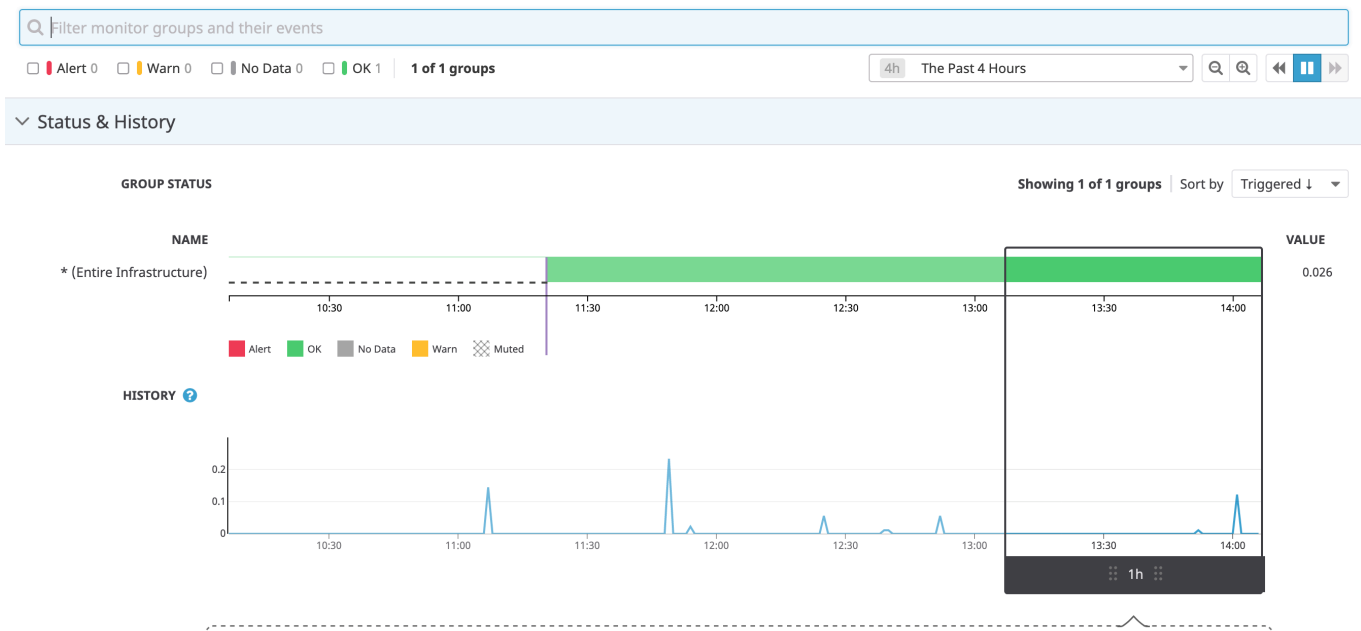 Filter monitor groups and their events
Alert 0 Warn 0 No Data 0 OK 1 1 of 1 groups 4h The Past 4 Hours
Status & History
GROUP STATUS Showing 1 of 1 groups Sort by Triggered ↓
NAME VALUE
* (Entire Infrastructure) 0.026
10:30 11:00 11:30 12:00 12:30 13:00 13:30 14:00
Alert OK No Data Warn Muted
HISTORY ?
0.2
0.1
0
10:30 11:00 11:30 12:00 12:30 13:00 13:30 14:00
1h